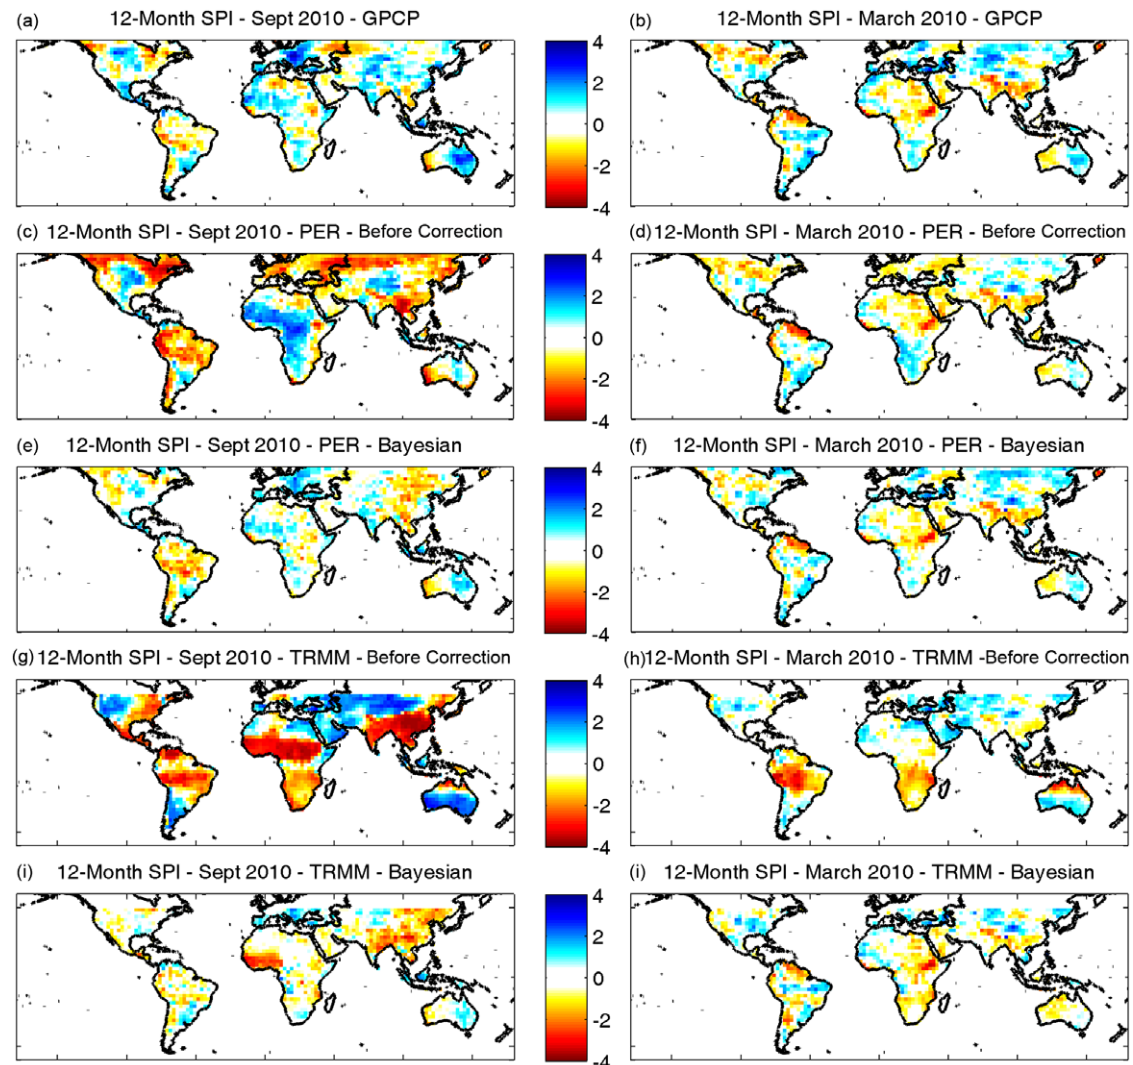 (a) 12-Month SPI - Sept 2010 - GPCP
(b) 12-Month SPI - March 2010 - GPCP
4
2
0
-2
-4
(c) 12-Month SPI - Sept 2010 - PER - Before Correction
(d) 12-Month SPI - March 2010 - PER - Before Correction
4
2
0
-2
-4
(e) 12-Month SPI - Sept 2010 - PER - Bayesian
(f) 12-Month SPI - March 2010 - PER - Bayesian
4
2
0
-2
-4
(g) 12-Month SPI - Sept 2010 - TRMM - Before Correction
(h) 12-Month SPI - March 2010 - TRMM -Before Correction
4
2
0
-2
-4
(i) 12-Month SPI - Sept 2010 - TRMM - Bayesian
(i) 12-Month SPI - March 2010 - TRMM - Bayesian
4
2
0
-2
-4